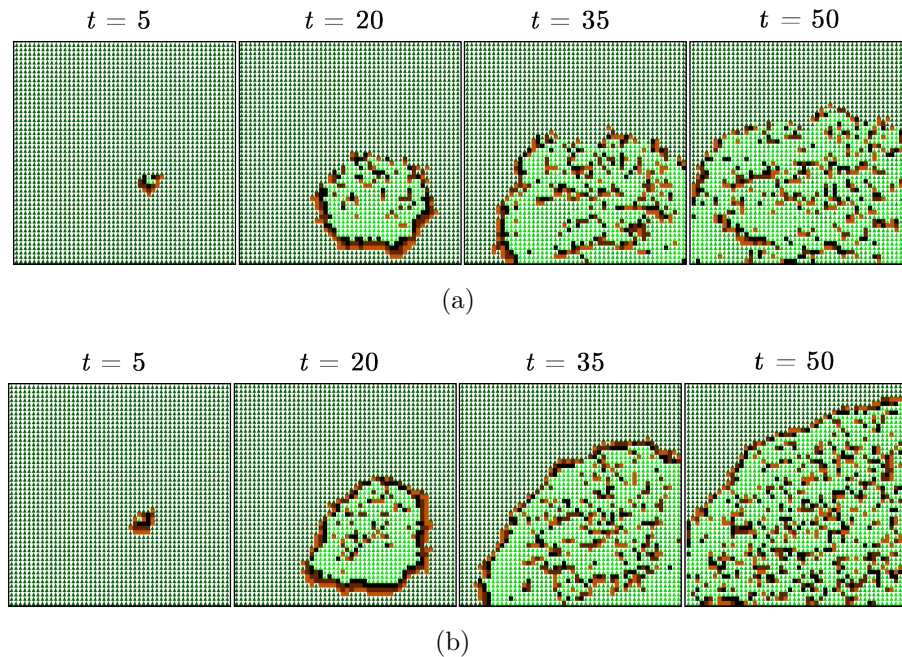 t = 5 t = 20 t = 35 t = 50
(a)
t = 5 t = 20 t = 35 t = 50
(b)